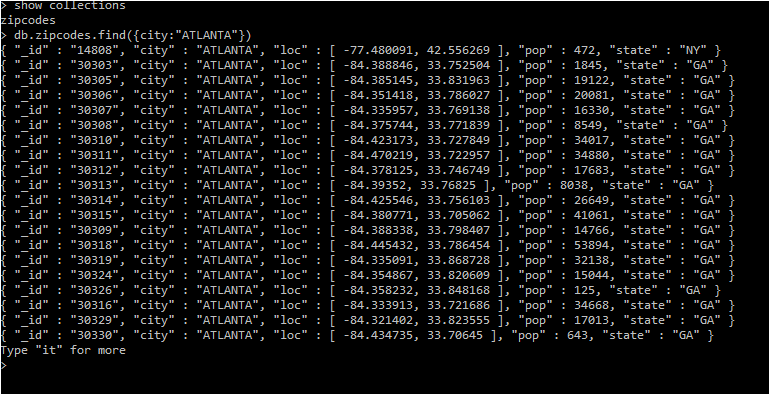 > show collections
zipcodes
> db.zipcodes.find({city:"ATLANTA"})
{ "_id" : "14808", "city" : "ATLANTA", "loc" : [ -77.480091, 42.556269 ], "pop" : 472, "state" : "NY" }
{ "_id" : "30303", "city" : "ATLANTA", "loc" : [ -84.388846, 33.752504 ], "pop" : 1845, "state" : "GA" }
{ "_id" : "30305", "city" : "ATLANTA", "loc" : [ -84.385145, 33.831963 ], "pop" : 19122, "state" : "GA" }
{ "_id" : "30306", "city" : "ATLANTA", "loc" : [ -84.351418, 33.786027 ], "pop" : 20081, "state" : "GA" }
{ "_id" : "30307", "city" : "ATLANTA", "loc" : [ -84.335957, 33.769138 ], "pop" : 16330, "state" : "GA" }
{ "_id" : "30308", "city" : "ATLANTA", "loc" : [ -84.375744, 33.771839 ], "pop" : 8549, "state" : "GA" }
{ "_id" : "30310", "city" : "ATLANTA", "loc" : [ -84.423173, 33.727849 ], "pop" : 34017, "state" : "GA" }
{ "_id" : "30311", "city" : "ATLANTA", "loc" : [ -84.470219, 33.722957 ], "pop" : 34880, "state" : "GA" }
{ "_id" : "30312", "city" : "ATLANTA", "loc" : [ -84.378125, 33.746749 ], "pop" : 17683, "state" : "GA" }
{ "_id" : "30313", "city" : "ATLANTA", "loc" : [ -84.39352, 33.76825 ], "pop" : 8038, "state" : "GA" }
{ "_id" : "30314", "city" : "ATLANTA", "loc" : [ -84.425546, 33.756103 ], "pop" : 26649, "state" : "GA" }
{ "_id" : "30315", "city" : "ATLANTA", "loc" : [ -84.380771, 33.705062 ], "pop" : 41061, "state" : "GA" }
{ "_id" : "30309", "city" : "ATLANTA", "loc" : [ -84.388338, 33.798407 ], "pop" : 14766, "state" : "GA" }
{ "_id" : "30318", "city" : "ATLANTA", "loc" : [ -84.445432, 33.786454 ], "pop" : 53894, "state" : "GA" }
{ "_id" : "30319", "city" : "ATLANTA", "loc" : [ -84.335091, 33.868728 ], "pop" : 32138, "state" : "GA" }
{ "_id" : "30324", "city" : "ATLANTA", "loc" : [ -84.354867, 33.820609 ], "pop" : 15044, "state" : "GA" }
{ "_id" : "30326", "city" : "ATLANTA", "loc" : [ -84.358232, 33.848168 ], "pop" : 125, "state" : "GA" }
{ "_id" : "30316", "city" : "ATLANTA", "loc" : [ -84.333913, 33.721686 ], "pop" : 34668, "state" : "GA" }
{ "_id" : "30329", "city" : "ATLANTA", "loc" : [ -84.321402, 33.823555 ], "pop" : 17013, "state" : "GA" }
{ "_id" : "30330", "city" : "ATLANTA", "loc" : [ -84.434735, 33.70645 ], "pop" : 643, "state" : "GA" }
Type "it" for more
>